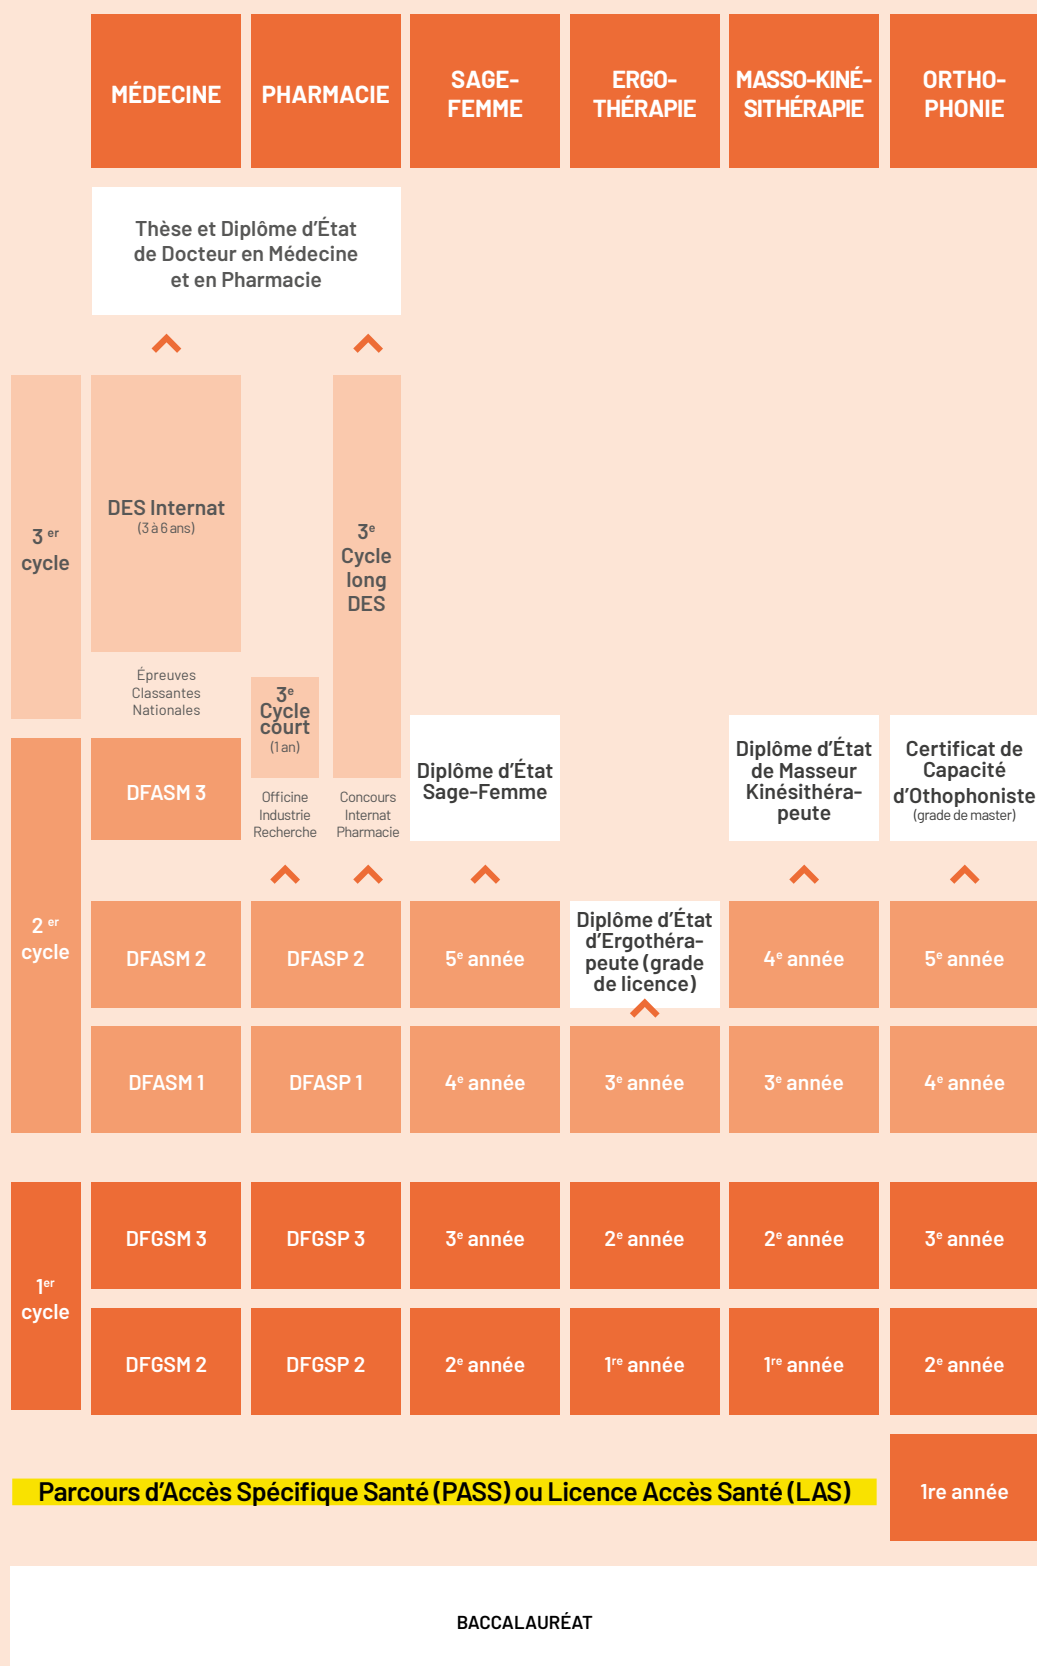 MÉDECINE
PHARMACIE
SAGE-
FEMME
ERGO-
THÉRAPIE
MASSO-KINÉ-
SITHÉRAPIE
ORTHO-
PHONIE
Thèse et Diplôme d’État
de Docteur en Médecine
et en Pharmacie
3 er
cycle
DES Internat
(3 à 6 ans)
3e
Cycle
long
DES
Épreuves
Classantes
Nationales
3e
Cycle
court
(1 an)
2 er
cycle
DFASM 3
Officine
Industrie
Recherche
Concours
Internat
Pharmacie
Diplôme d’État
Sage-Femme
Diplôme d’État
de Masseur
Kinésithéra-
peute
Certificat de
Capacité
d’Othophoniste
(grade de master)
DFASM 2
DFASP 2
5e année
Diplôme d’État
d’Ergothéra-
peute (grade
de licence)
4e année
5e année
DFASM 1
DFASP 1
4e année
3e année
3e année
4e année
1er
cycle
DFGSM 3
DFGSP 3
3e année
2e année
2e année
3e année
DFGSM 2
DFGSP 2
2e année
1re année
1re année
2e année
Parcours d’Accès Spécifique Santé (PASS) ou Licence Accès Santé (LAS)
1re année
BACCALAURÉAT